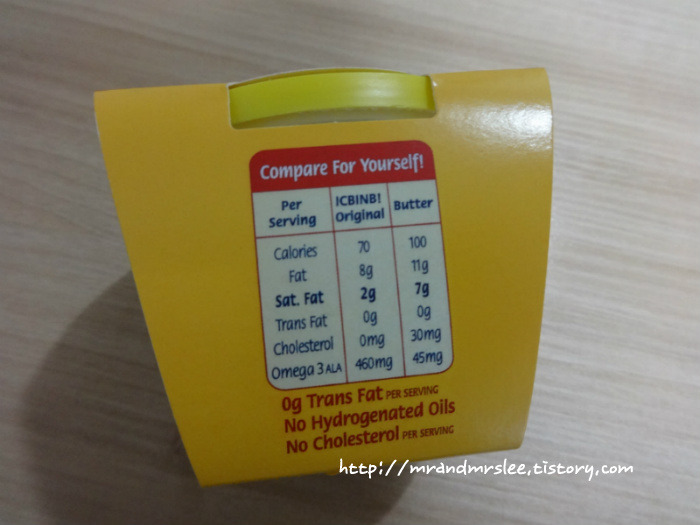 Compare For Yourself!
Per Serving ICBINB! Original Butter
Calories 70 100
Fat 8g 11g
Sat. Fat 2g 7g
Trans Fat 0g 0g
Cholesterol 0mg 30mg
Omega 3 ALA 460mg 45mg
0g Trans Fat PER SERVING
No Hydrogenated Oils
No Cholesterol PER SERVING
http://mrandmrslee.tistory.com